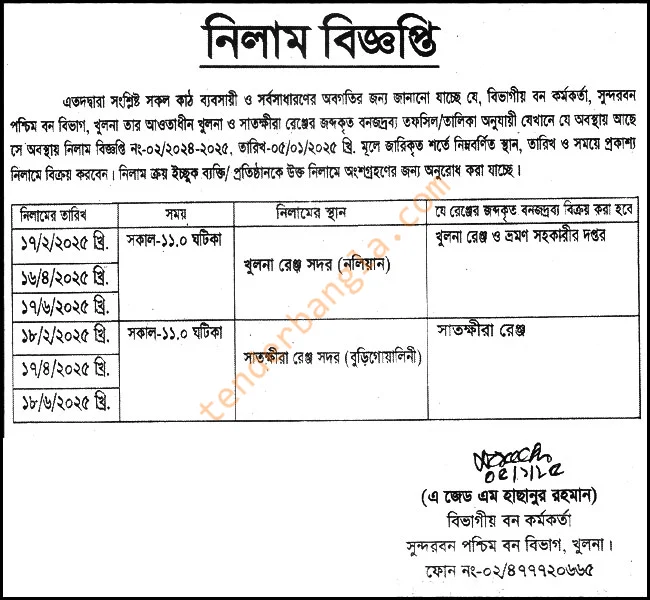 নিলাম বিজ্ঞপ্তি
এতদদ্বারা সংশ্লিষ্ট সকল কাঠ ব্যবসায়ী ও সর্বসাধারণের অবগতির জন্য জানানো যাচ্ছে যে, বিভাগীয় বন কর্মকর্তা, সুন্দরবন
পশ্চিম বন বিভাগ, খুলনা তার আওতাধীন খুলনা ও সাতক্ষীরা রেঞ্জের জব্দকৃত বনজদ্রব্য তফসিল/তালিকা অনুযায়ী যেখানে যে অবস্থায় আছে
সে অবস্থায় নিলাম বিজ্ঞপ্তি নং-০২/২০২৪-২০২৫, তারিখ-০৫/০১/২০২৫ খ্রি. মূলে জারিকৃত শর্তে নিম্নবর্ণিত স্থান, তারিখ ও সময়ে প্রকাশ্য
নিলামে বিক্রয় করবেন। নিলাম ক্রয় ইচ্ছুক ব্যক্তি/ প্রতিষ্ঠানকে উক্ত নিলামে অংশগ্রহণের জন্য অনুরোধ করা যাচ্ছে।
নিলামের তারিখ সময় নিলামের স্থান যে রেঞ্জের জব্দকৃত বনজদ্রব্য বিক্রয় করা হবে
১৭/২/২০২৫ খ্রি. সকাল-১১.০ ঘটিকা খুলনা রেঞ্জ সদর (নলিয়ান) খুলনা রেঞ্জ ও ভ্রমণ সহকারীর দপ্তর
১৬/৪/২০২৫ খ্রি.
১৭/৬/২০২৫ খ্রি.
১৮/২/২০২৫ খ্রি. সকাল-১১.০ ঘটিকা সাতক্ষীরা রেঞ্জ সদর (বুড়িগোয়ালিনী) সাতক্ষীরা রেঞ্জ
১৭/৪/২০২৫ খ্রি.
১৮/৬/২০২৫ খ্রি.
tenderbangla.com
০৫/১/২৫
(এ জেড এম হাছানুর রহমান)
বিভাগীয় বন কর্মকর্তা
সুন্দরবন পশ্চিম বন বিভাগ, খুলনা।
ফোন নং-০২/৪৭৭৭২০৬৬৫